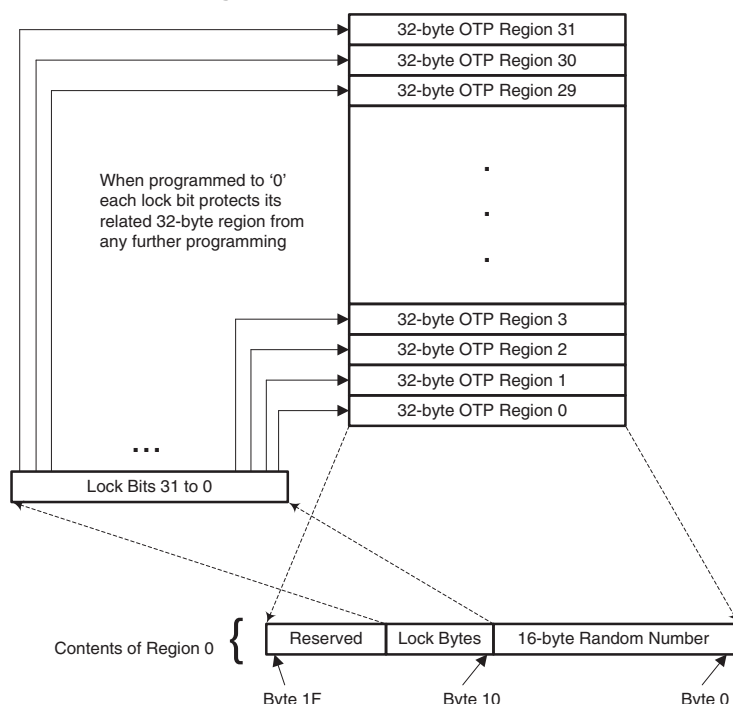 32-byte OTP Region 31
32-byte OTP Region 30
32-byte OTP Region 29
When programmed to ‘0’
each lock bit protects its
related 32-byte region from
any further programming
.
.
.
32-byte OTP Region 3
32-byte OTP Region 2
32-byte OTP Region 1
32-byte OTP Region 0
...
Lock Bits 31 to 0
Contents of Region 0 {
Reserved
Lock Bytes
16-byte Random Number
Byte 1F
Byte 10
Byte 0